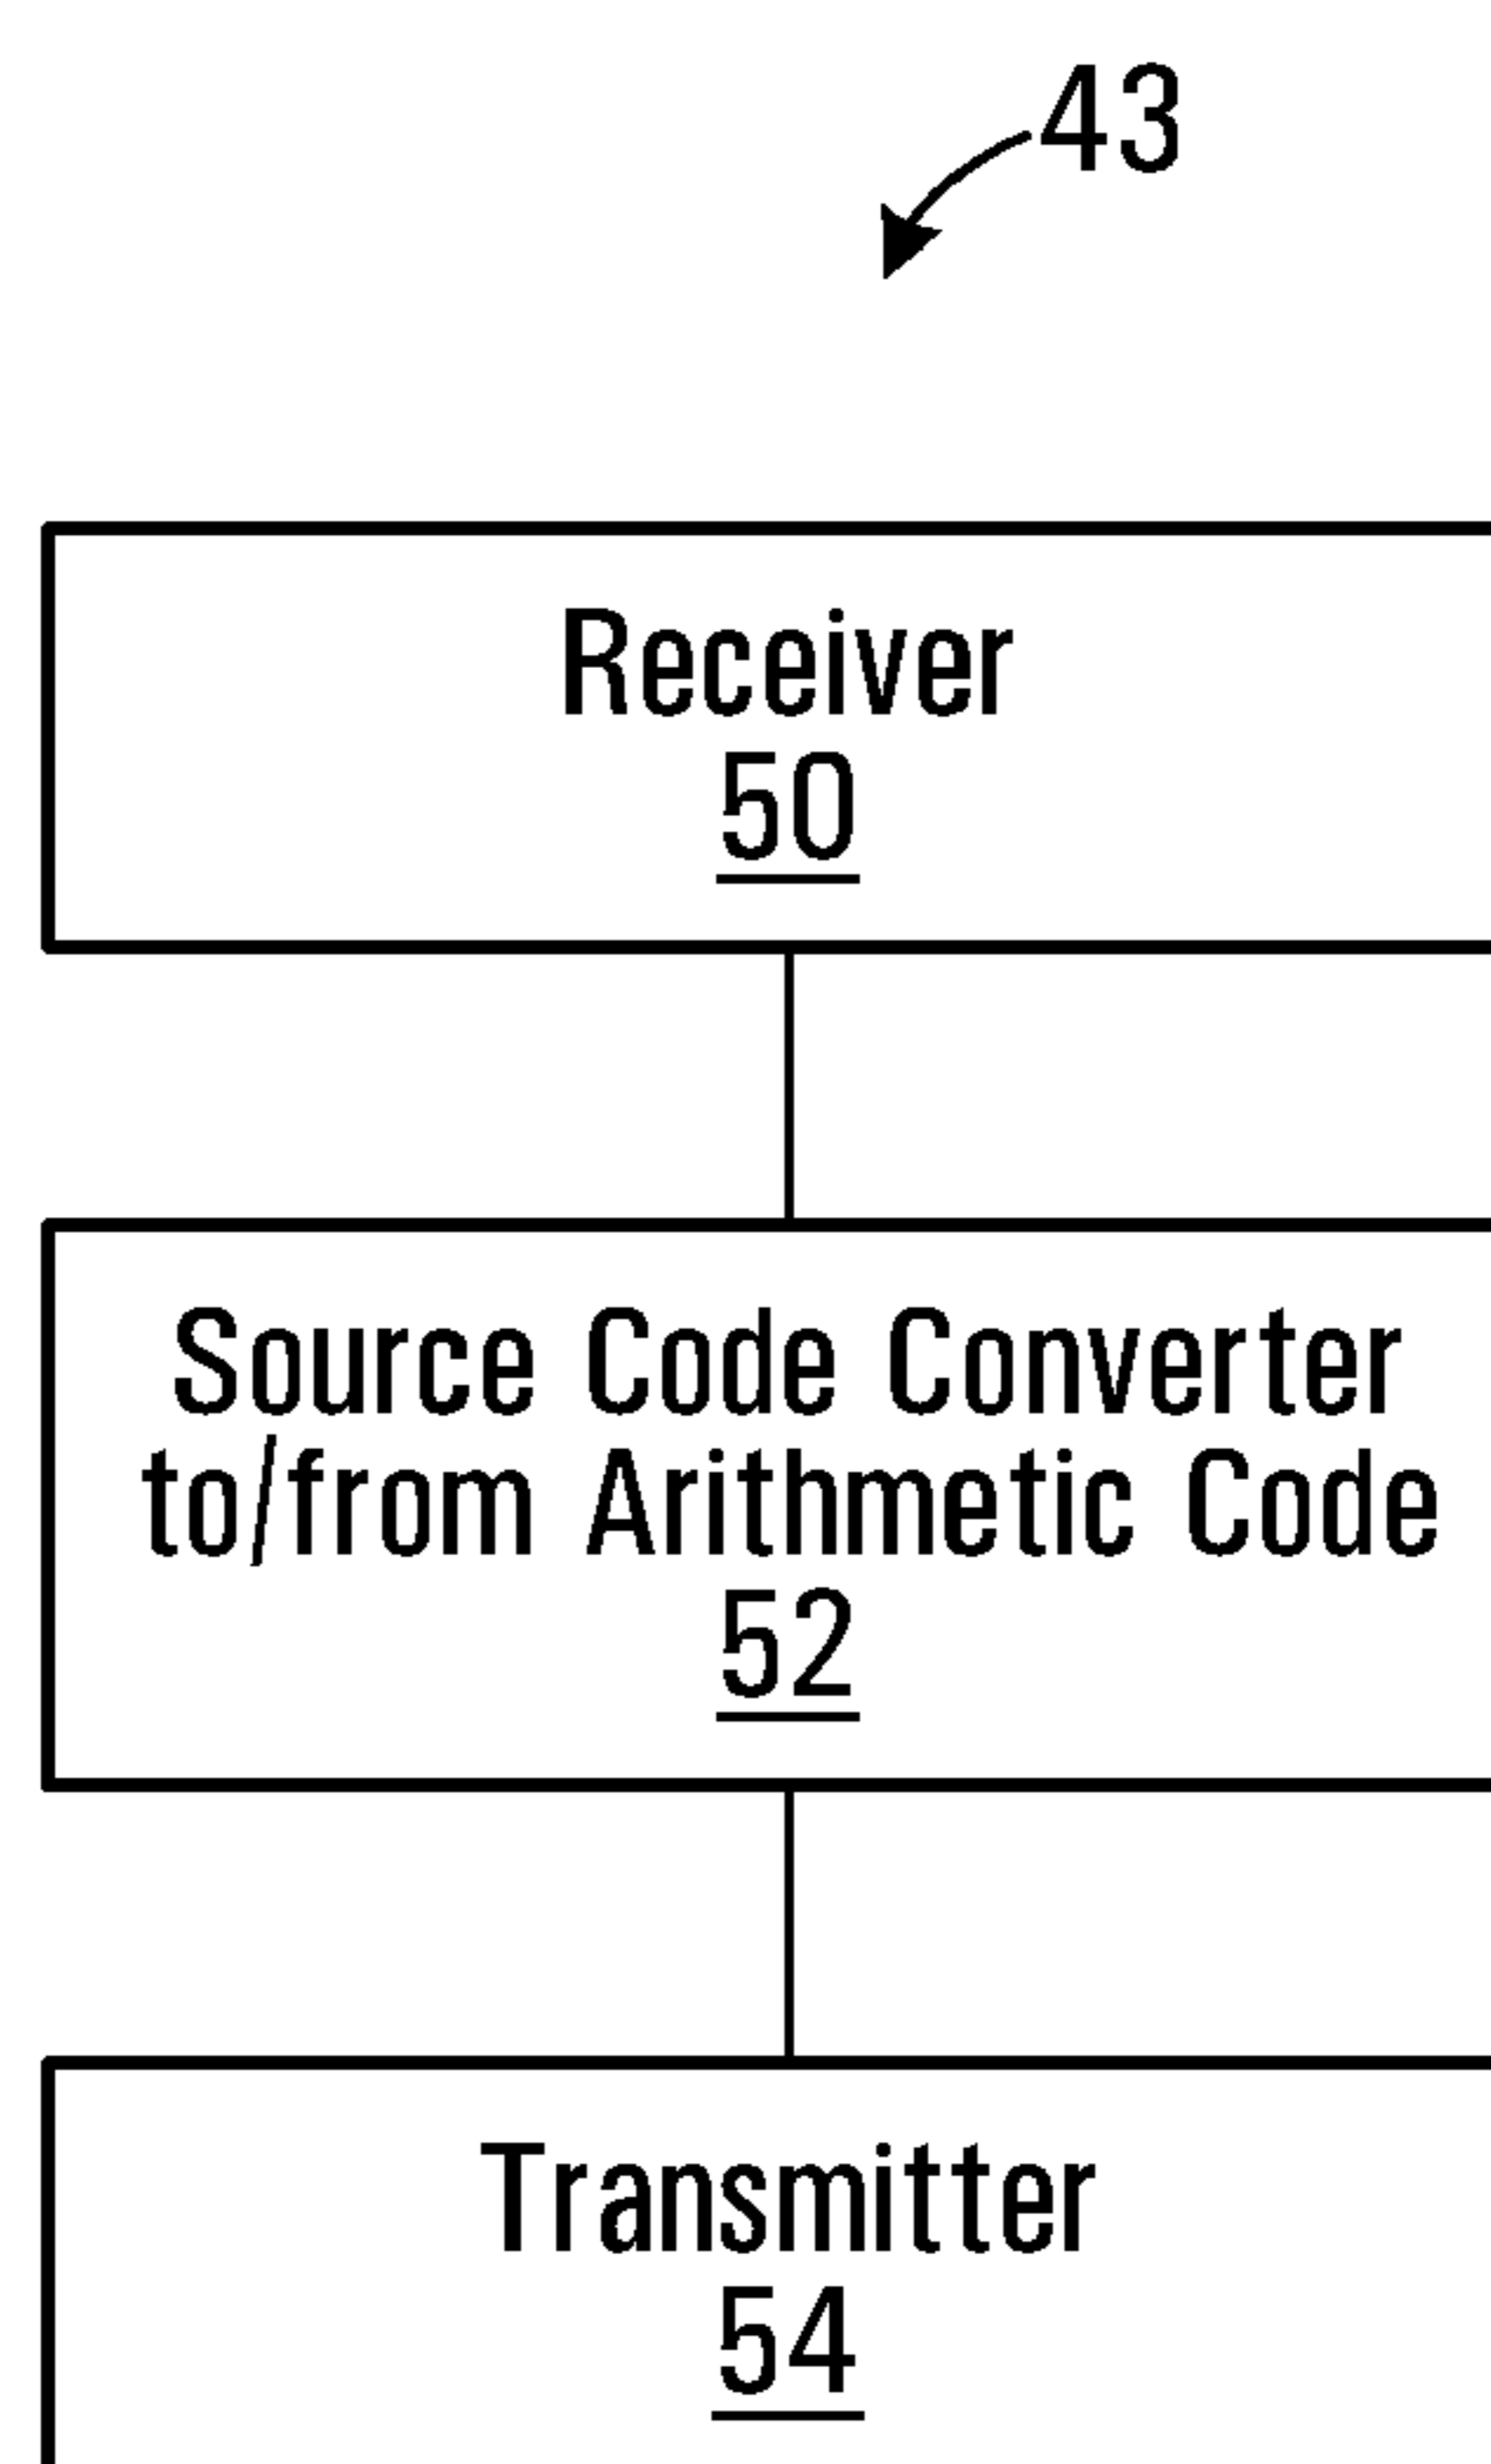 43
Receiver
50
Source Code Converter
to/from Arithmetic Code
52
Transmitter
54